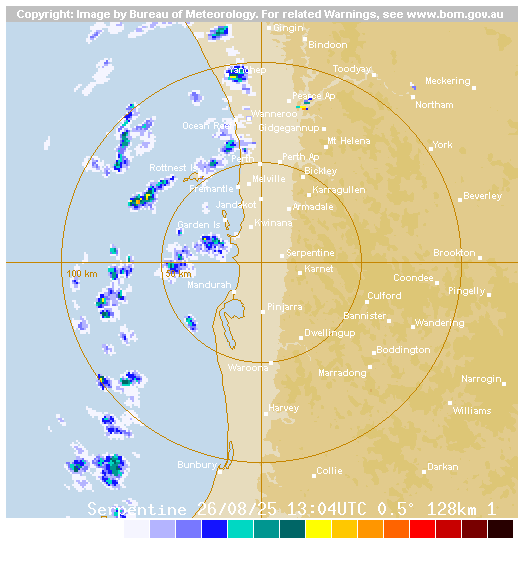 Copyright: Image by Bureau of Meteorology. For related Warnings, see www.bom.gov.au
Gingin
Bindoon
Yanchep
Toodyay
Meckering
Peace Ap
Northam
Wanneroo
Ocean Reef
Gidgegannup
Mt Helena
York
Perth
Perth Ap
Rottnest Is
Bickley
Melville
Fremantle
Karragullen
Beverley
Jandakot
Armadale
Garden Is
Kwinana
Serpentine
Brookton
100 km
50 km
Karnet
Coondee
Mandurah
Pingelly
Culford
Pinjarra
Bannister
Wandering
Dwellingup
Boddington
Waroona
Marradong
Narrogin
Harvey
Williams
Bunbury
Collie
Darkan
Serpentine 26/08/25 13:04UTC 0.5° 128km 1